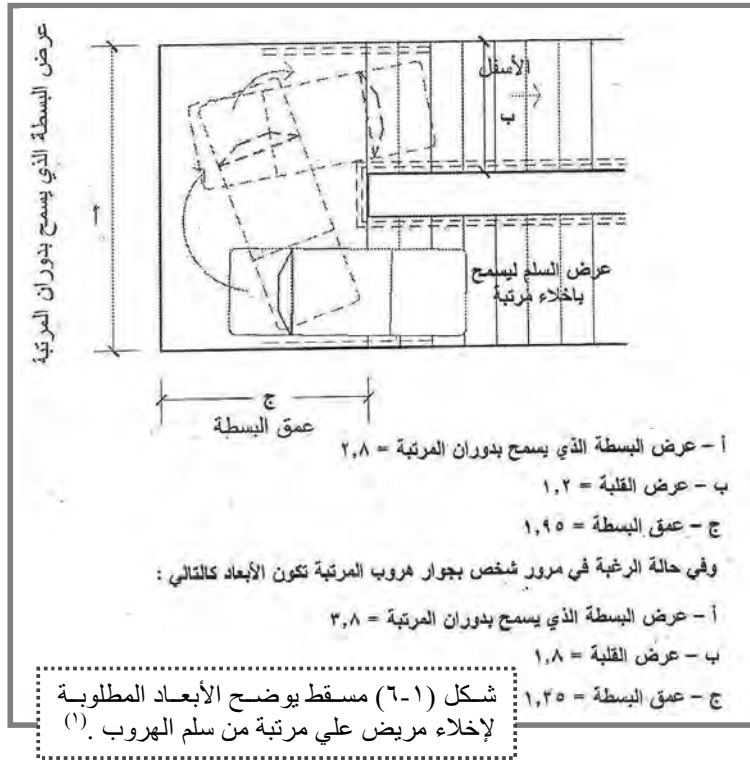 عرض البسطة الذي يسمح بدوران المرتبة
أ
الأسفل
ب
عرض السلم ليسمح
باخلاء مرتبة
ج
عمق البسطة
أ – عرض البسطة الذي يسمح بدوران المرتبة = ٢,٨
ب – عرض القلبة = ١,٢
ج – عمق البسطة = ١,٩٥
وفي حالة الرغبة في مرور شخص بجوار هروب المرتبة تكون الأبعاد كالتالي :
أ – عرض البسطة الذي يسمح بدوران المرتبة = ٣,٨
ب – عرض القلبة = ١,٨
ج – عمق البسطة = ١,٣٥
شكل (١-٦) مسقط يوضح الأبعاد المطلوبة
لإخلاء مريض علي مرتبة من سلم الهروب .(١)